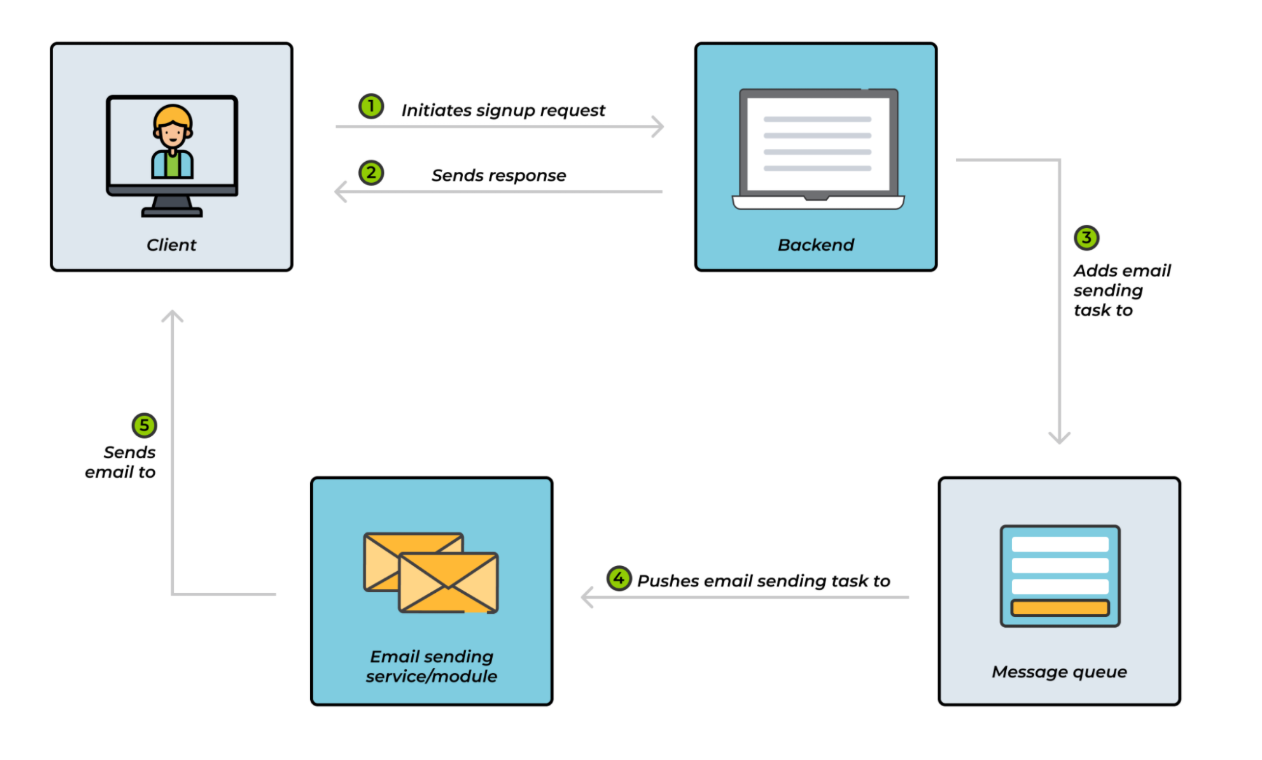 1
Initiates signup request
2
Sends response
Client
Backend
3
Adds email
sending
task to
5
Sends
email to
4
Pushes email sending task to
Email sending
service/module
Message queue